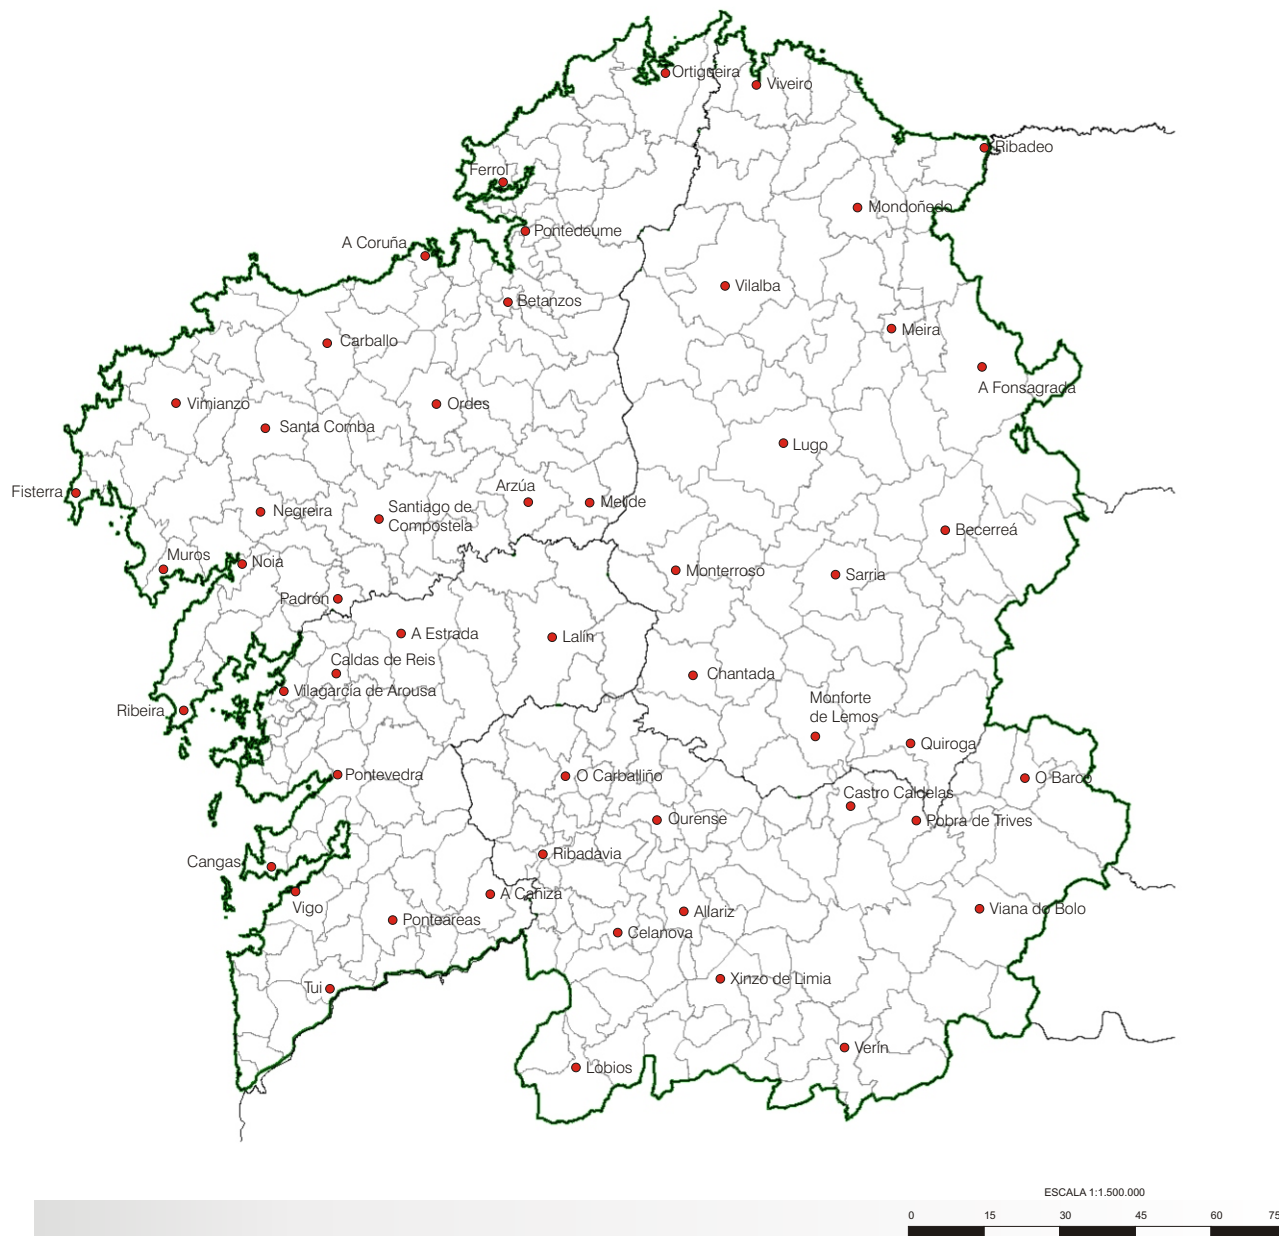 Ortigueira
Viveiro
Ribadeo
Ferrol
Mondoñedo
Pontedeume
A Coruña
Vilalba
Betanzos
Meira
Carballo
A Fonsagrada
Vimianzo
Ordes
Santa Comba
Lugo
Fisterra
Arzúa
Melide
Negreira
Santiago de
Compostela
Becerreá
Muros
Noia
Monterroso
Sarria
Padrón
A Estrada
Lalín
Caldas de Reis
Chantada
Vilagarcía de Arousa
Monforte
de Lemos
Ribeira
Quiroga
Pontevedra
O Carballiño
O Barco
Castro Caldelas
Ourense
Pobra de Trives
Ribadavia
Cangas
A Cañiza
Vigo
Allariz
Viana do Bolo
Ponteareas
Celanova
Xinzo de Limia
Tui
Verín
Lobios
ESCALA 1:1.500.000
0 15 30 45 60 75